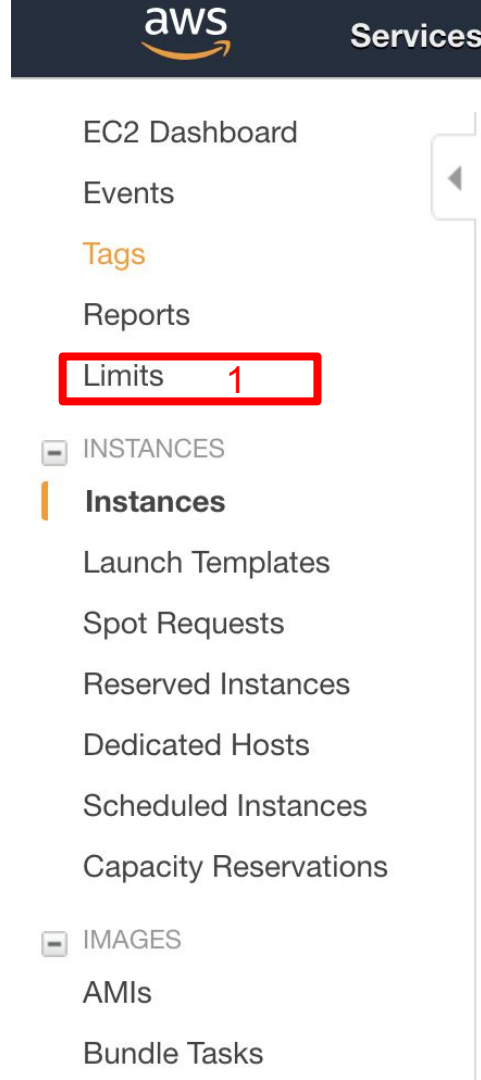 aws
Services
EC2 Dashboard
Events
Tags
Reports
Limits 1
INSTANCES
Instances
Launch Templates
Spot Requests
Reserved Instances
Dedicated Hosts
Scheduled Instances
Capacity Reservations
IMAGES
AMIs
Bundle Tasks